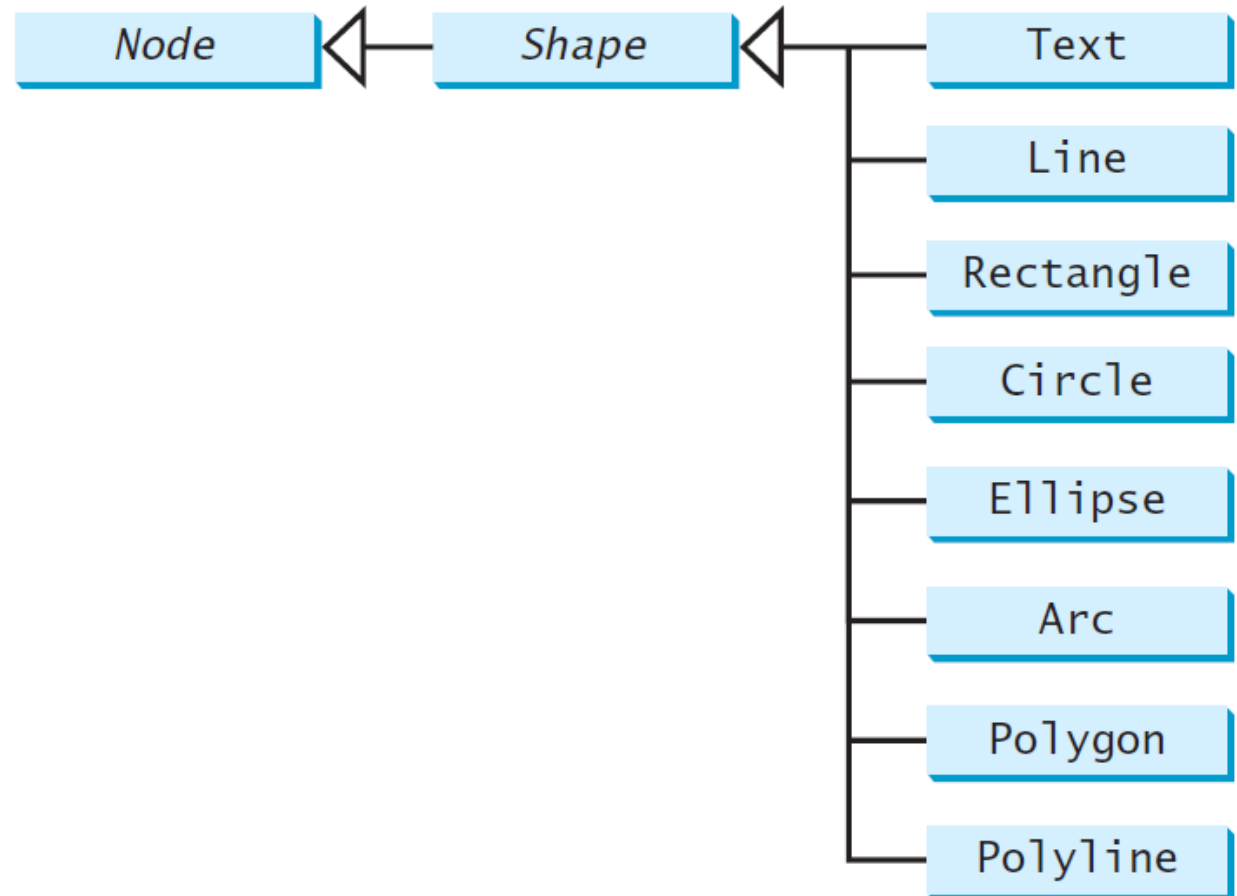 Node
Shape
Text
Line
Rectangle
Circle
Ellipse
Arc
Polygon
Polyline